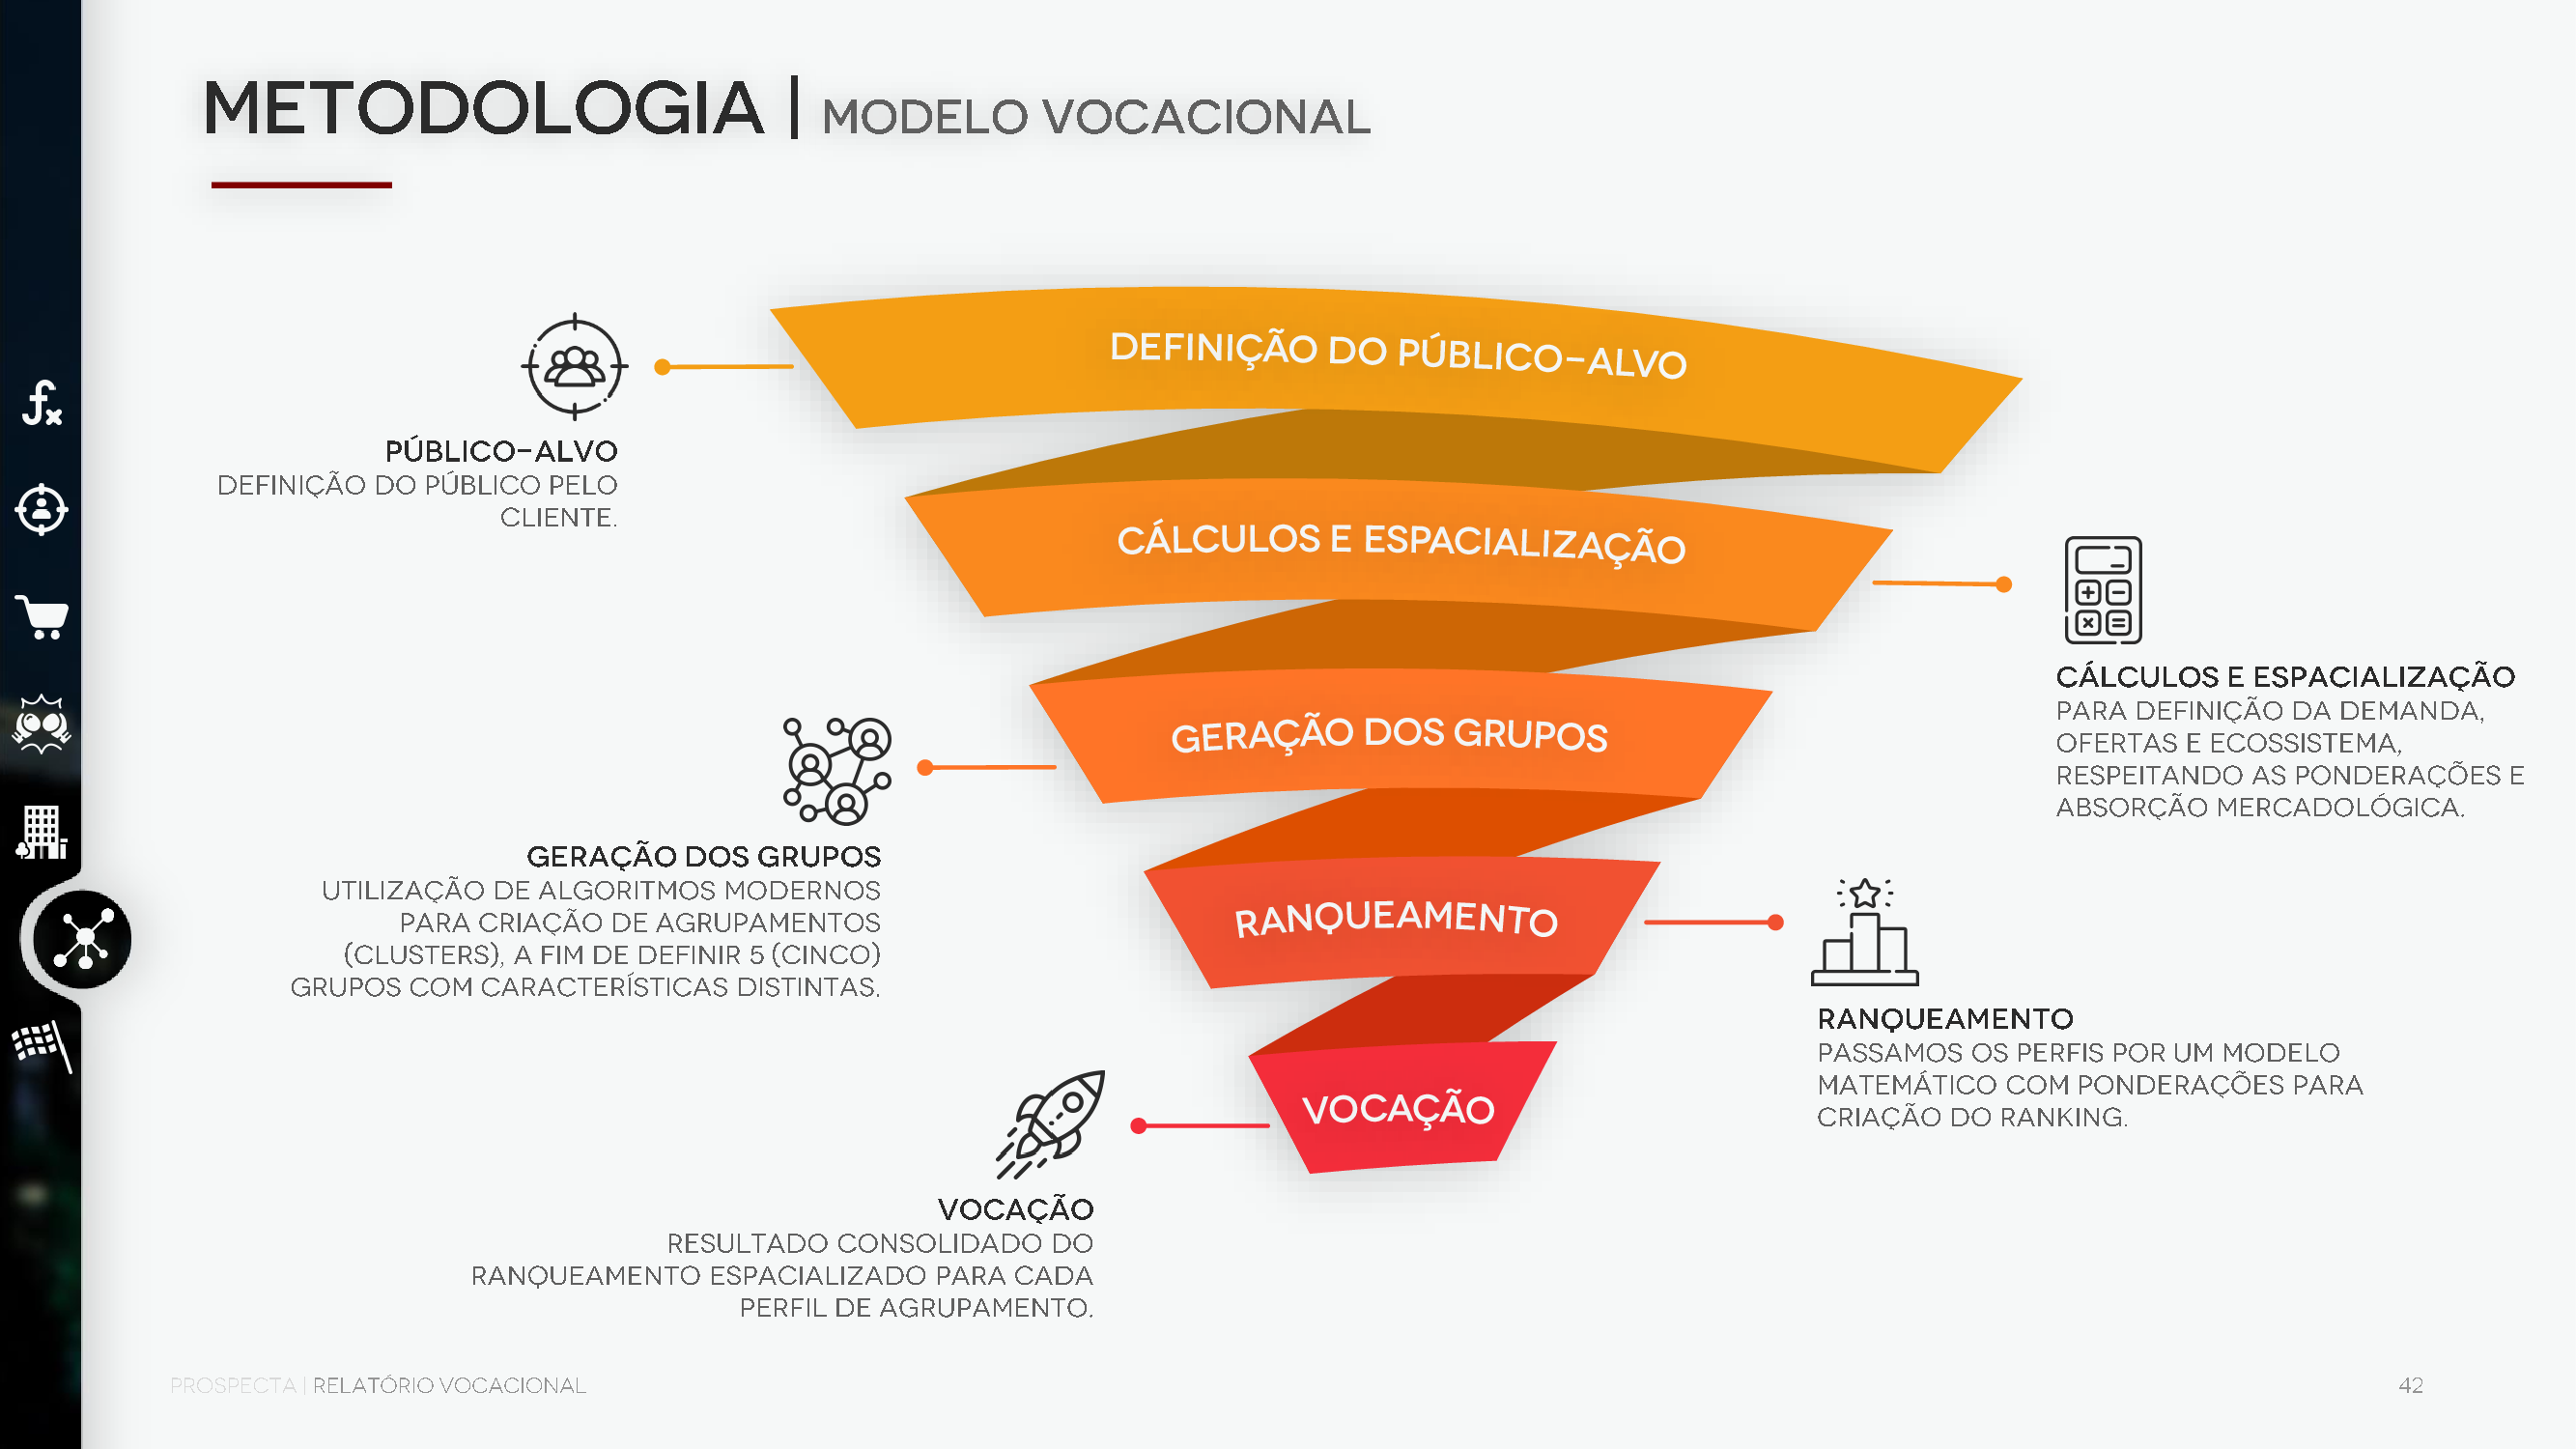 METODOLOGIA | MODELO VOCACIONAL
DEFINIÇÃO DO PÚBLICO-ALVO
PÚBLICO-ALVO
DEFINIÇÃO DO PÚBLICO PELO
CLIENTE.
CÁLCULOS E ESPACIALIZAÇÃO
CÁLCULOS E ESPACIALIZAÇÃO
PARA DEFINIÇÃO DA DEMANDA,
OFERTAS E ECOSSISTEMA,
RESPEITANDO AS PONDERAÇÕES E
ABSORÇÃO MERCADOLÓGICA.
GERAÇÃO DOS GRUPOS
GERAÇÃO DOS GRUPOS
UTILIZAÇÃO DE ALGORITMOS MODERNOS
PARA CRIAÇÃO DE AGRUPAMENTOS
(CLUSTERS), A FIM DE DEFINIR 5 (CINCO)
GRUPOS COM CARACTERÍSTICAS DISTINTAS.
RANQUEAMENTO
RANQUEAMENTO
PASSAMOS OS PERFIS POR UM MODELO
MATEMÁTICO COM PONDERAÇÕES PARA
CRIAÇÃO DO RANKING.
VOCAÇÃO
VOCAÇÃO
RESULTADO CONSOLIDADO DO
RANQUEAMENTO ESPACIALIZADO PARA CADA
PERFIL DE AGRUPAMENTO.
PROSPECTA | RELATÓRIO VOCACIONAL
42